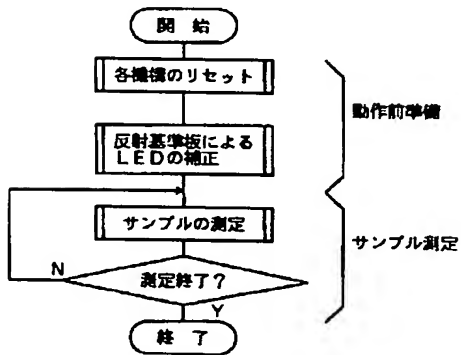 開 始
各機構のリセット
動作前準備
反射基準板による
LEDの補正
サンプルの測定
サンプル測定
N
測定終了?
Y
終 了